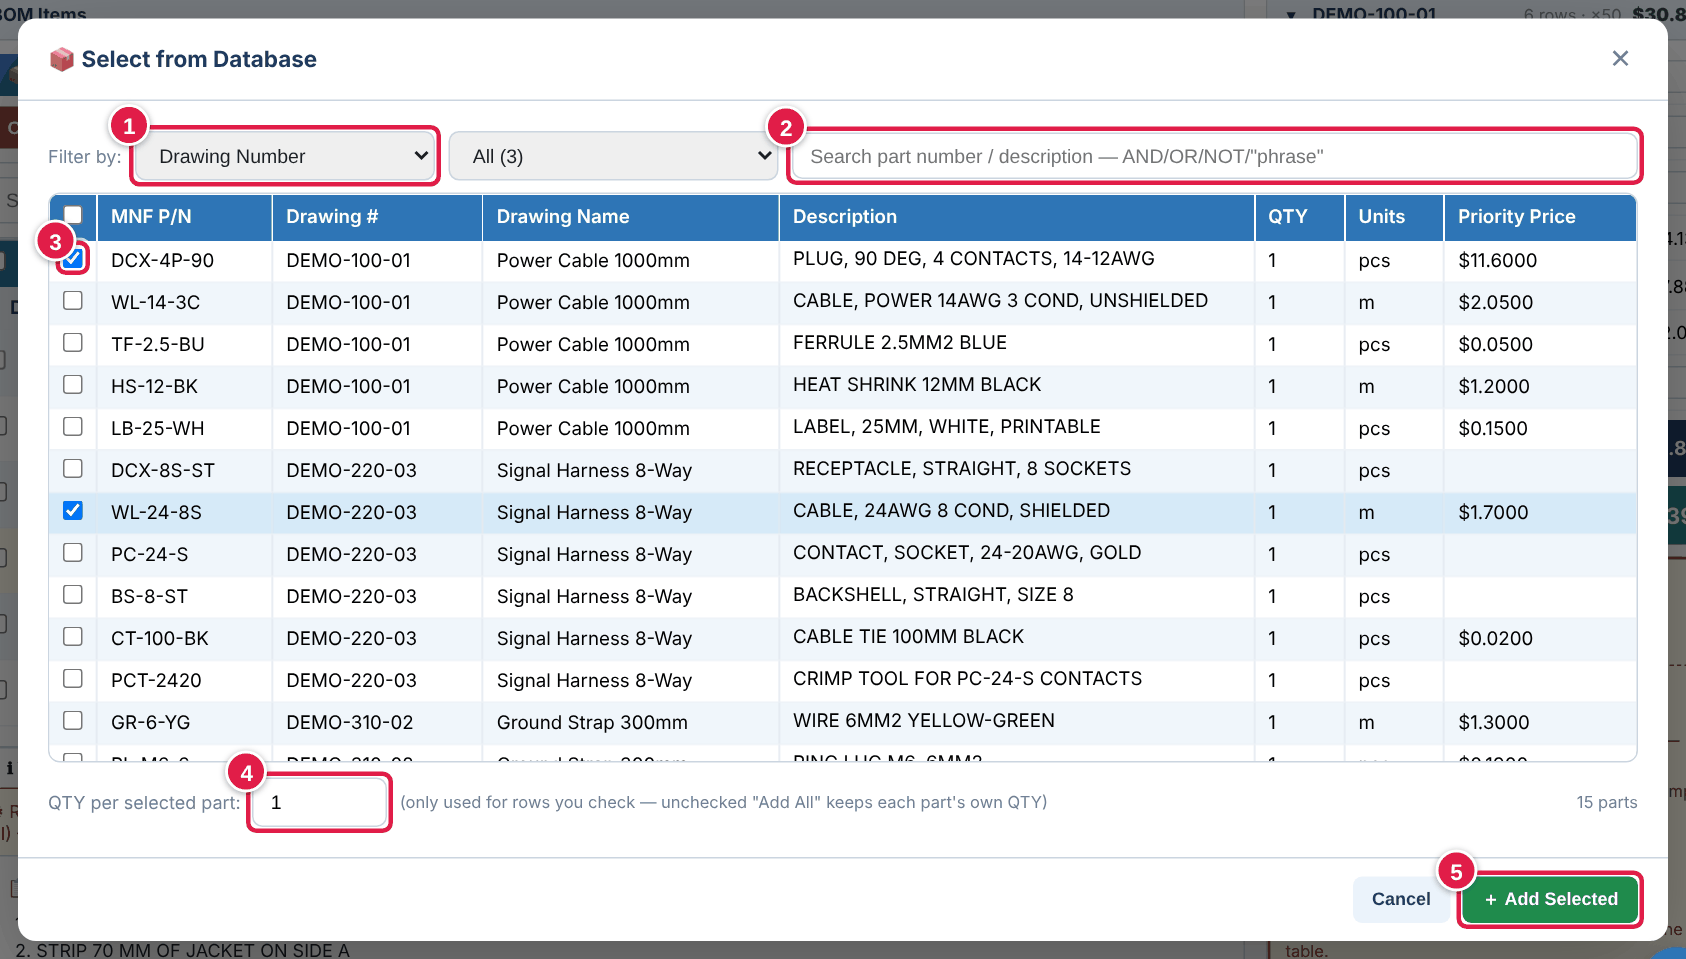 BOM Items
DEMO-100-01 6 rows · ×50 $30.8
📦 Select from Database ✕
1 2
Filter by: Drawing Number All (3) Search part number / description — AND/OR/NOT/"phrase"
MNF P/N Drawing # Drawing Name Description QTY Units Priority Price
3
DCX-4P-90 DEMO-100-01 Power Cable 1000mm PLUG, 90 DEG, 4 CONTACTS, 14-12AWG 1 pcs $11.6000
WL-14-3C DEMO-100-01 Power Cable 1000mm CABLE, POWER 14AWG 3 COND, UNSHIELDED 1 m $2.0500
TF-2.5-BU DEMO-100-01 Power Cable 1000mm FERRULE 2.5MM2 BLUE 1 pcs $0.0500
HS-12-BK DEMO-100-01 Power Cable 1000mm HEAT SHRINK 12MM BLACK 1 m $1.2000
LB-25-WH DEMO-100-01 Power Cable 1000mm LABEL, 25MM, WHITE, PRINTABLE 1 pcs $0.1500
DCX-8S-ST DEMO-220-03 Signal Harness 8-Way RECEPTACLE, STRAIGHT, 8 SOCKETS 1 pcs
WL-24-8S DEMO-220-03 Signal Harness 8-Way CABLE, 24AWG 8 COND, SHIELDED 1 m $1.7000
PC-24-S DEMO-220-03 Signal Harness 8-Way CONTACT, SOCKET, 24-20AWG, GOLD 1 pcs
BS-8-ST DEMO-220-03 Signal Harness 8-Way BACKSHELL, STRAIGHT, SIZE 8 1 pcs
CT-100-BK DEMO-220-03 Signal Harness 8-Way CABLE TIE 100MM BLACK 1 pcs $0.0200
PCT-2420 DEMO-220-03 Signal Harness 8-Way CRIMP TOOL FOR PC-24-S CONTACTS 1 pcs
GR-6-YG DEMO-310-02 Ground Strap 300mm WIRE 6MM2 YELLOW-GREEN 1 m $1.3000
4
QTY per selected part: 1 (only used for rows you check — unchecked "Add All" keeps each part's own QTY) 15 parts
5
Cancel + Add Selected
2. STRIP 70 MM OF JACKET ON SIDE A
table.